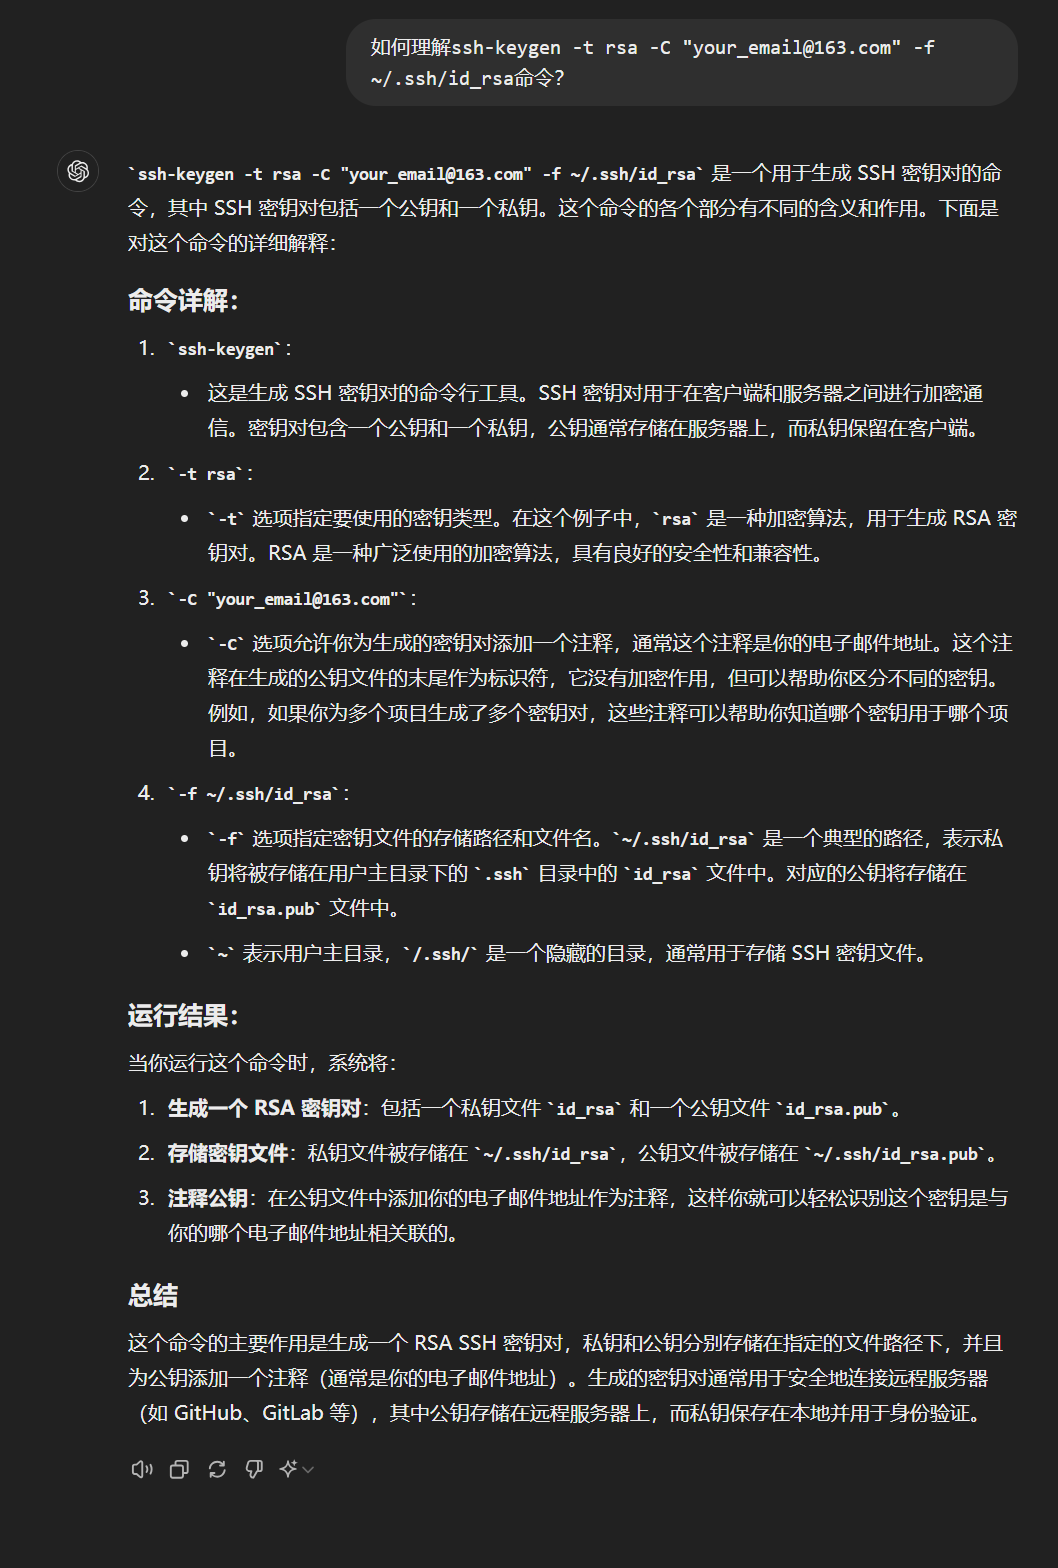 如何理解ssh-keygen -t rsa -C "your_email@163.com" -f
~/.ssh/id_rsa命令?
`ssh-keygen -t rsa -C "your_email@163.com" -f ~/.ssh/id_rsa` 是一个用于生成 SSH 密钥对的命
令，其中 SSH 密钥对包括一个公钥和一个私钥。这个命令的各个部分有不同的含义和作用。下面是
对这个命令的详细解释：
命令详解：
1. `ssh-keygen`：
• 这是生成 SSH 密钥对的命令行工具。SSH 密钥对用于在客户端和服务器之间进行加密通
信。密钥对包含一个公钥和一个私钥，公钥通常存储在服务器上，而私钥保留在客户端。
2. `-t rsa`：
• `-t` 选项指定要使用的密钥类型。在这个例子中，`rsa` 是一种加密算法，用于生成 RSA 密
钥对。RSA 是一种广泛使用的加密算法，具有良好的安全性和兼容性。
3. `-C "your_email@163.com"`：
• `-C` 选项允许你为生成的密钥对添加一个注释，通常这个注释是你的电子邮件地址。这个注
释在生成的公钥文件的末尾作为标识符，它没有加密作用，但可以帮助你区分不同的密钥。
例如，如果你为多个项目生成了多个密钥对，这些注释可以帮助你知道哪个密钥用于哪个项
目。
4. `-f ~/.ssh/id_rsa`：
• `-f` 选项指定密钥文件的存储路径和文件名。`~/.ssh/id_rsa` 是一个典型的路径，表示私
钥将被存储在用户主目录下的 `.ssh` 目录中的 `id_rsa` 文件中。对应的公钥将存储在
`id_rsa.pub` 文件中。
• `~` 表示用户主目录，`/.ssh/` 是一个隐藏的目录，通常用于存储 SSH 密钥文件。
运行结果：
当你运行这个命令时，系统将：
1. 生成一个 RSA 密钥对：包括一个私钥文件 `id_rsa` 和一个公钥文件 `id_rsa.pub`。
2. 存储密钥文件：私钥文件被存储在 `~/.ssh/id_rsa`，公钥文件被存储在 `~/.ssh/id_rsa.pub`。
3. 注释公钥：在公钥文件中添加你的电子邮件地址作为注释，这样你就可以轻松识别这个密钥是与
你的哪个电子邮件地址相关联的。
总结
这个命令的主要作用是生成一个 RSA SSH 密钥对，私钥和公钥分别存储在指定的文件路径下，并且
为公钥添加一个注释（通常是你的电子邮件地址）。生成的密钥对通常用于安全地连接远程服务器
（如 GitHub、GitLab 等），其中公钥存储在远程服务器上，而私钥保存在本地并用于身份验证。